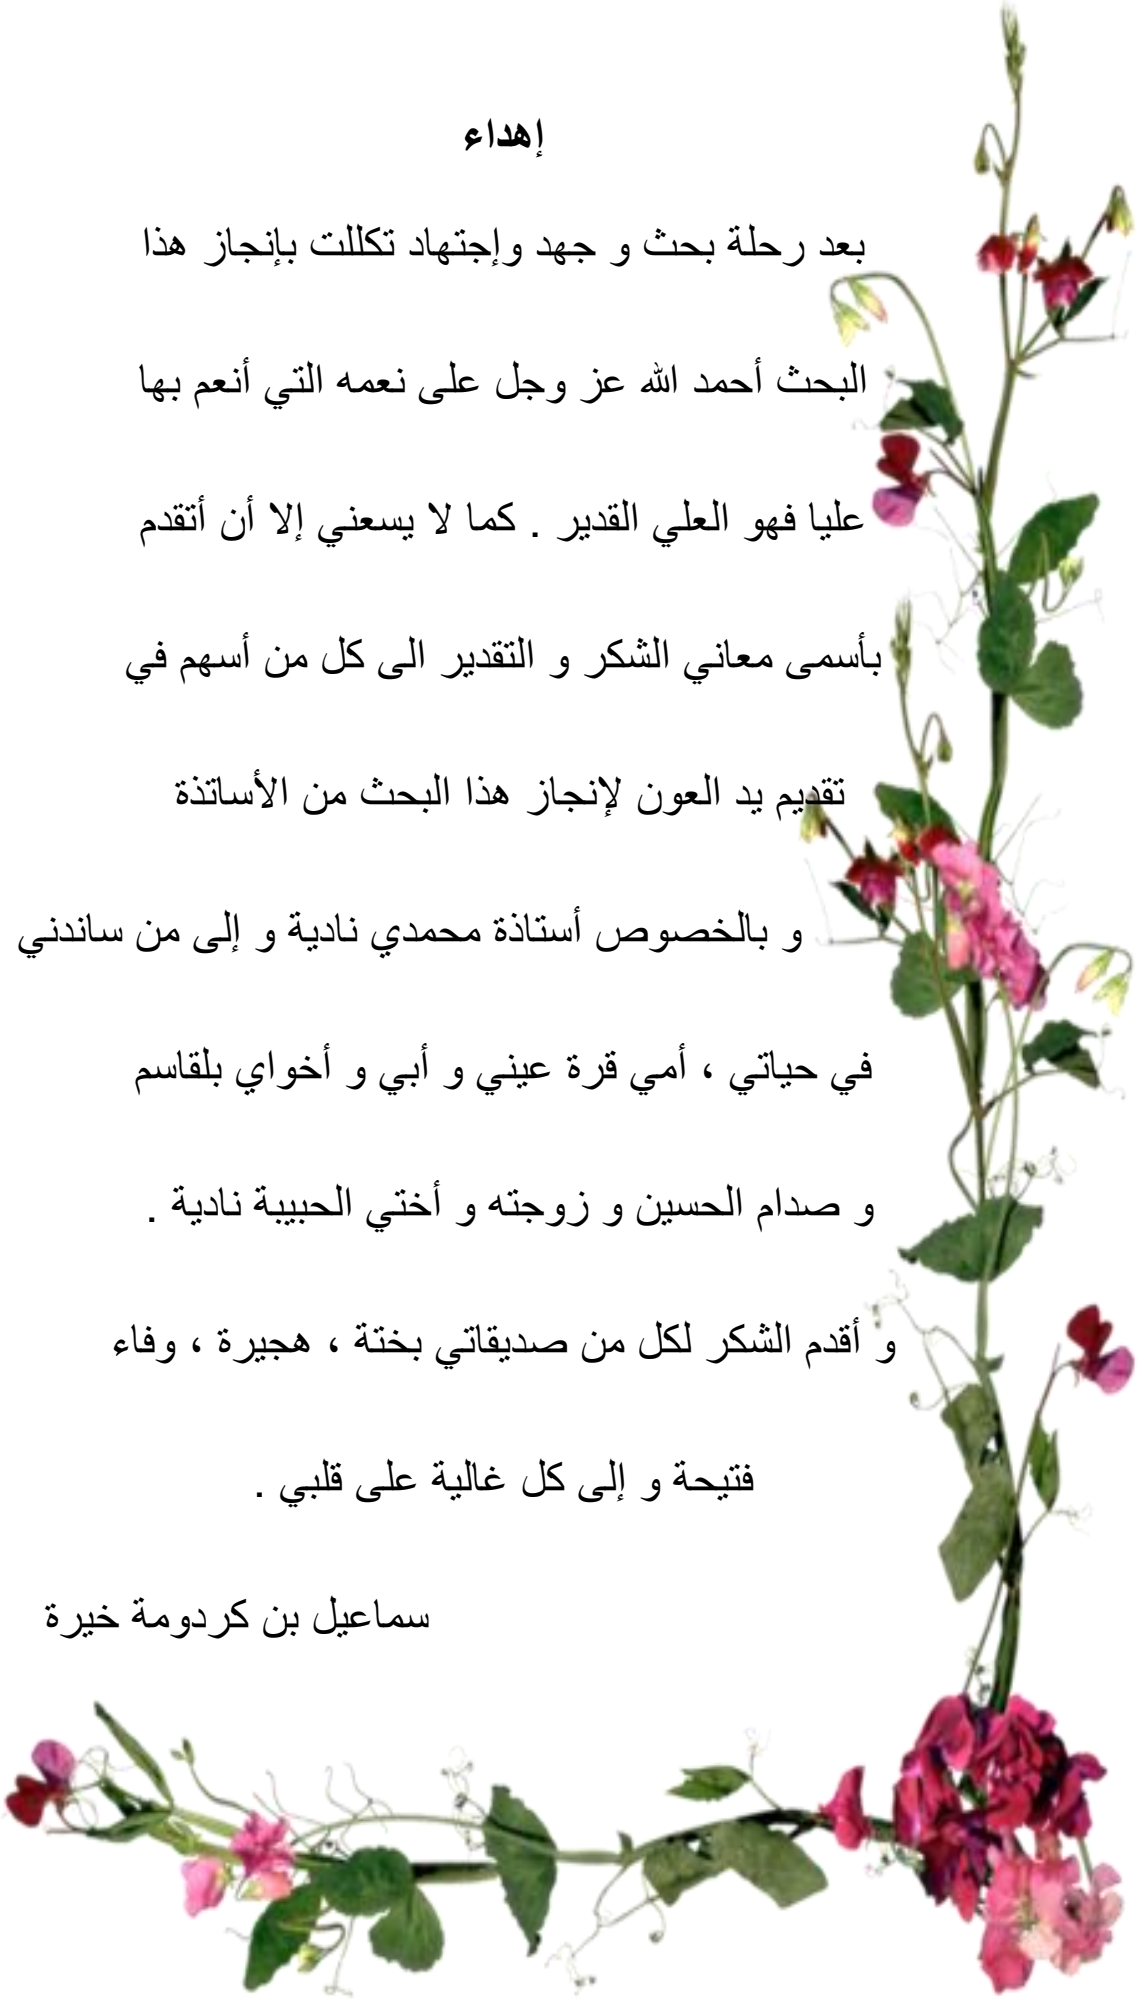 إهداء
بعد رحلة بحث و جهد وإجتهاد تكللت بإنجاز هذا
البحث أحمد الله عز وجل على نعمه التي أنعم بها
عليا فهو العلي القدير . كما لا يسعني إلا أن أتقدم
بأسمى معاني الشكر و التقدير الى كل من أسهم في
تقديم يد العون لإنجاز هذا البحث من الأساتذة
و بالخصوص أستاذة محمدي نادية و إلى من ساندني
في حياتي ، أمي قرة عيني و أبي و أخواي بلقاسم
و صدام الحسين و زوجته و أختي الحبيبة نادية .
و أقدم الشكر لكل من صديقاتي بختة ، هجيرة ، وفاء
فتيحة و إلى كل غالية على قلبي .
سماعيل بن كردومة خيرة